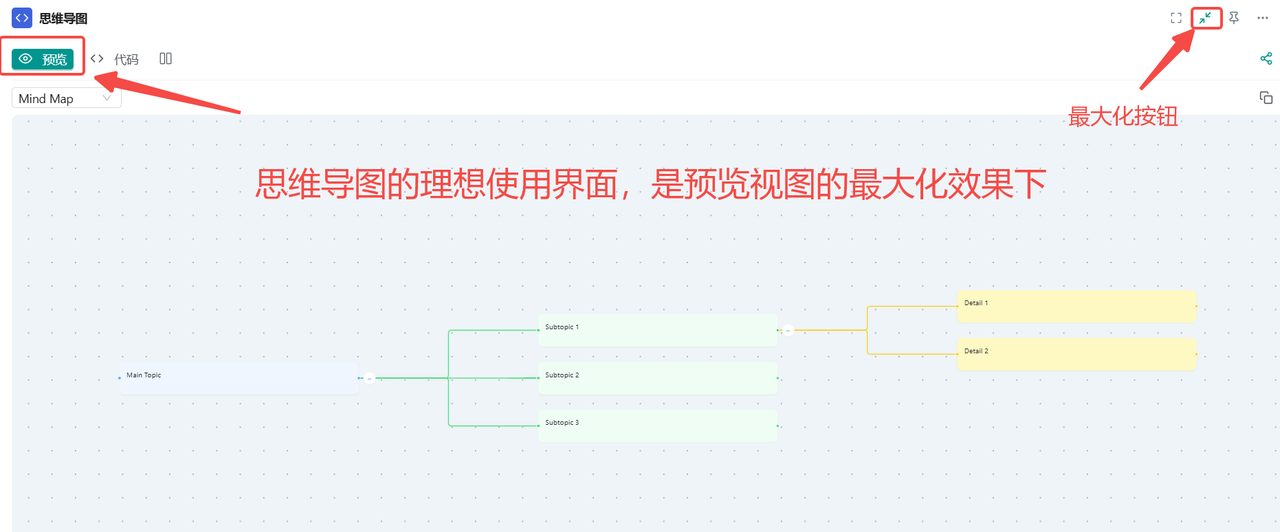 思维导图
预览
代码
Mind Map
最大化按钮
思维导图的理想使用界面，是预览视图的最大化效果下
Main Topic
Subtopic 1
Subtopic 2
Subtopic 3
Detail 1
Detail 2